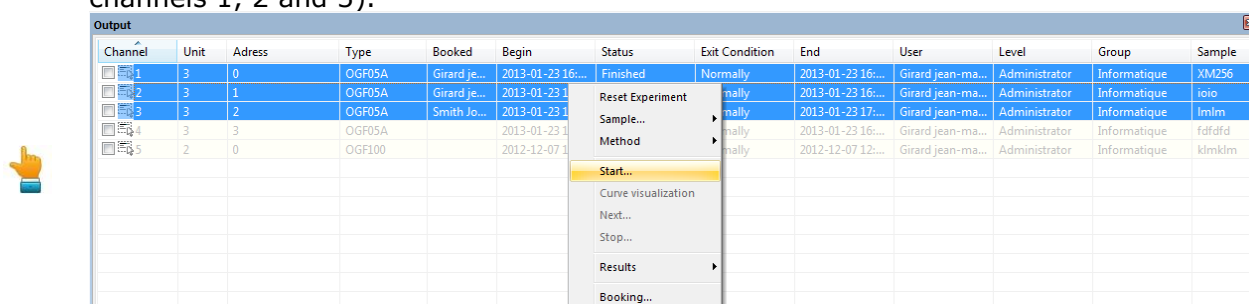 channels 1, 2 and 3).
Output
Channel Unit Adress Type Booked Begin Status Exit Condition End User Level Group Sample
1 3 0 OGF05A Girard je... 2013-01-23 16:... Finished Normally 2013-01-23 16:... Girard jean-ma... Administrator Informatique XM256
2 3 1 OGF05A Girard je... 2013-01-23 1 mally 2013-01-23 16:... Girard jean-ma... Administrator Informatique ioio
3 3 2 OGF05A Smith Jo... 2013-01-23 1 mally 2013-01-23 17:... Girard jean-ma... Administrator Informatique lmlm
4 3 3 OGF05A 2013-01-23 1 mally 2013-01-23 16:... Girard jean-ma... Administrator Informatique fdfdfd
5 2 0 OGF100 2012-12-07 1 mally 2012-12-07 12:... Girard jean-ma... Administrator Informatique klmklm
Reset Experiment
Sample...
Method
Start...
Curve visualization
Next...
Stop...
Results
Booking...